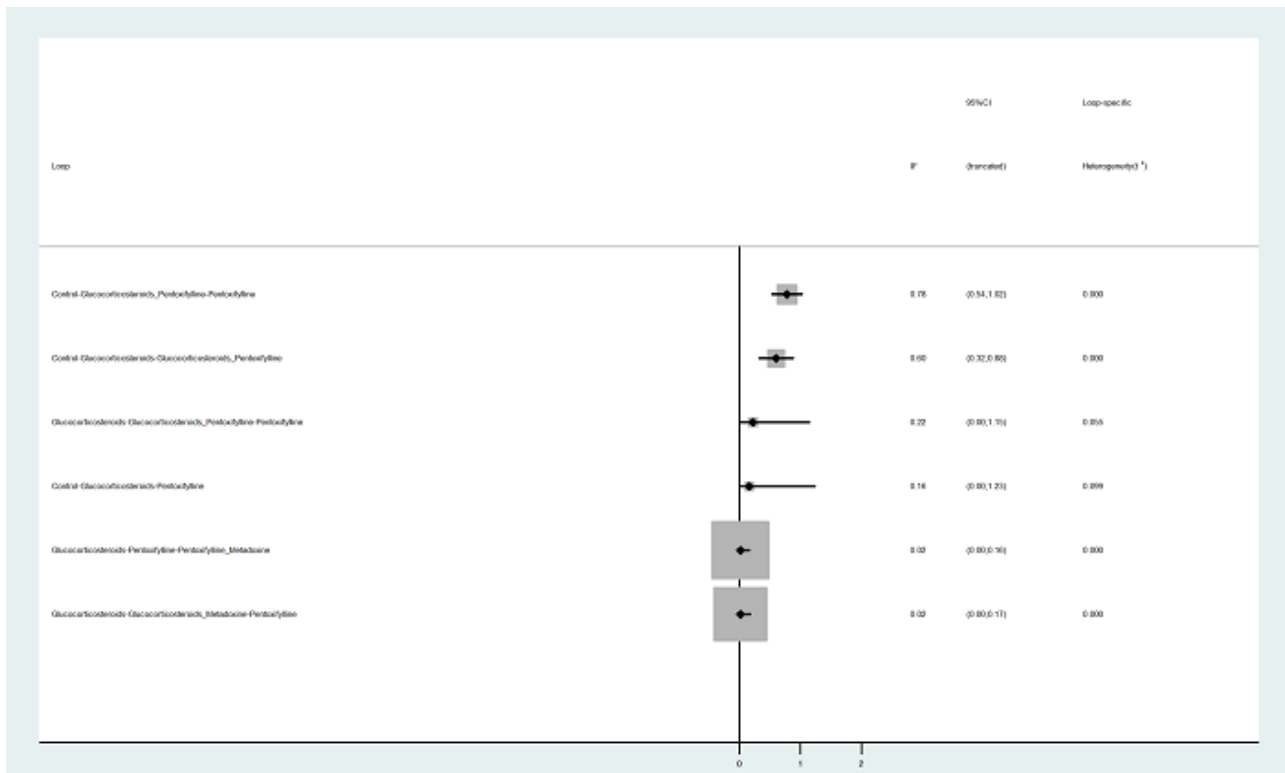 95%CI Loop-specific
Loop IF (truncated) Heterogeneity(τ²)
Control-Glucocorticosteroids_Pentoxifylline-Pentoxifylline 0.78 (0.54,1.02) 0.000
Control-Glucocorticosteroids-Glucocorticosteroids_Pentoxifylline 0.60 (0.32,0.88) 0.000
Glucocorticosteroids-Glucocorticosteroids_Pentoxifylline-Pentoxifylline 0.22 (0.00,1.15) 0.055
Control-Glucocorticosteroids-Pentoxifylline 0.16 (0.00,1.23) 0.099
Glucocorticosteroids-Pentoxifylline-Pentoxifylline_Metadoxine 0.02 (0.00,0.16) 0.000
Glucocorticosteroids-Glucocorticosteroids_Metadoxine-Pentoxifylline 0.02 (0.00,0.17) 0.000
0 1 2